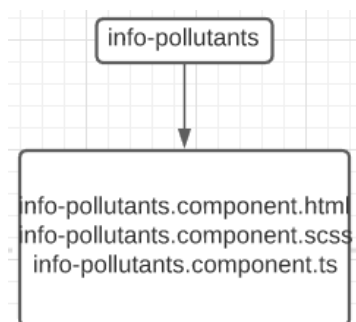 info-pollutants
info-pollutants.component.html
info-pollutants.component.scss
info-pollutants.component.ts